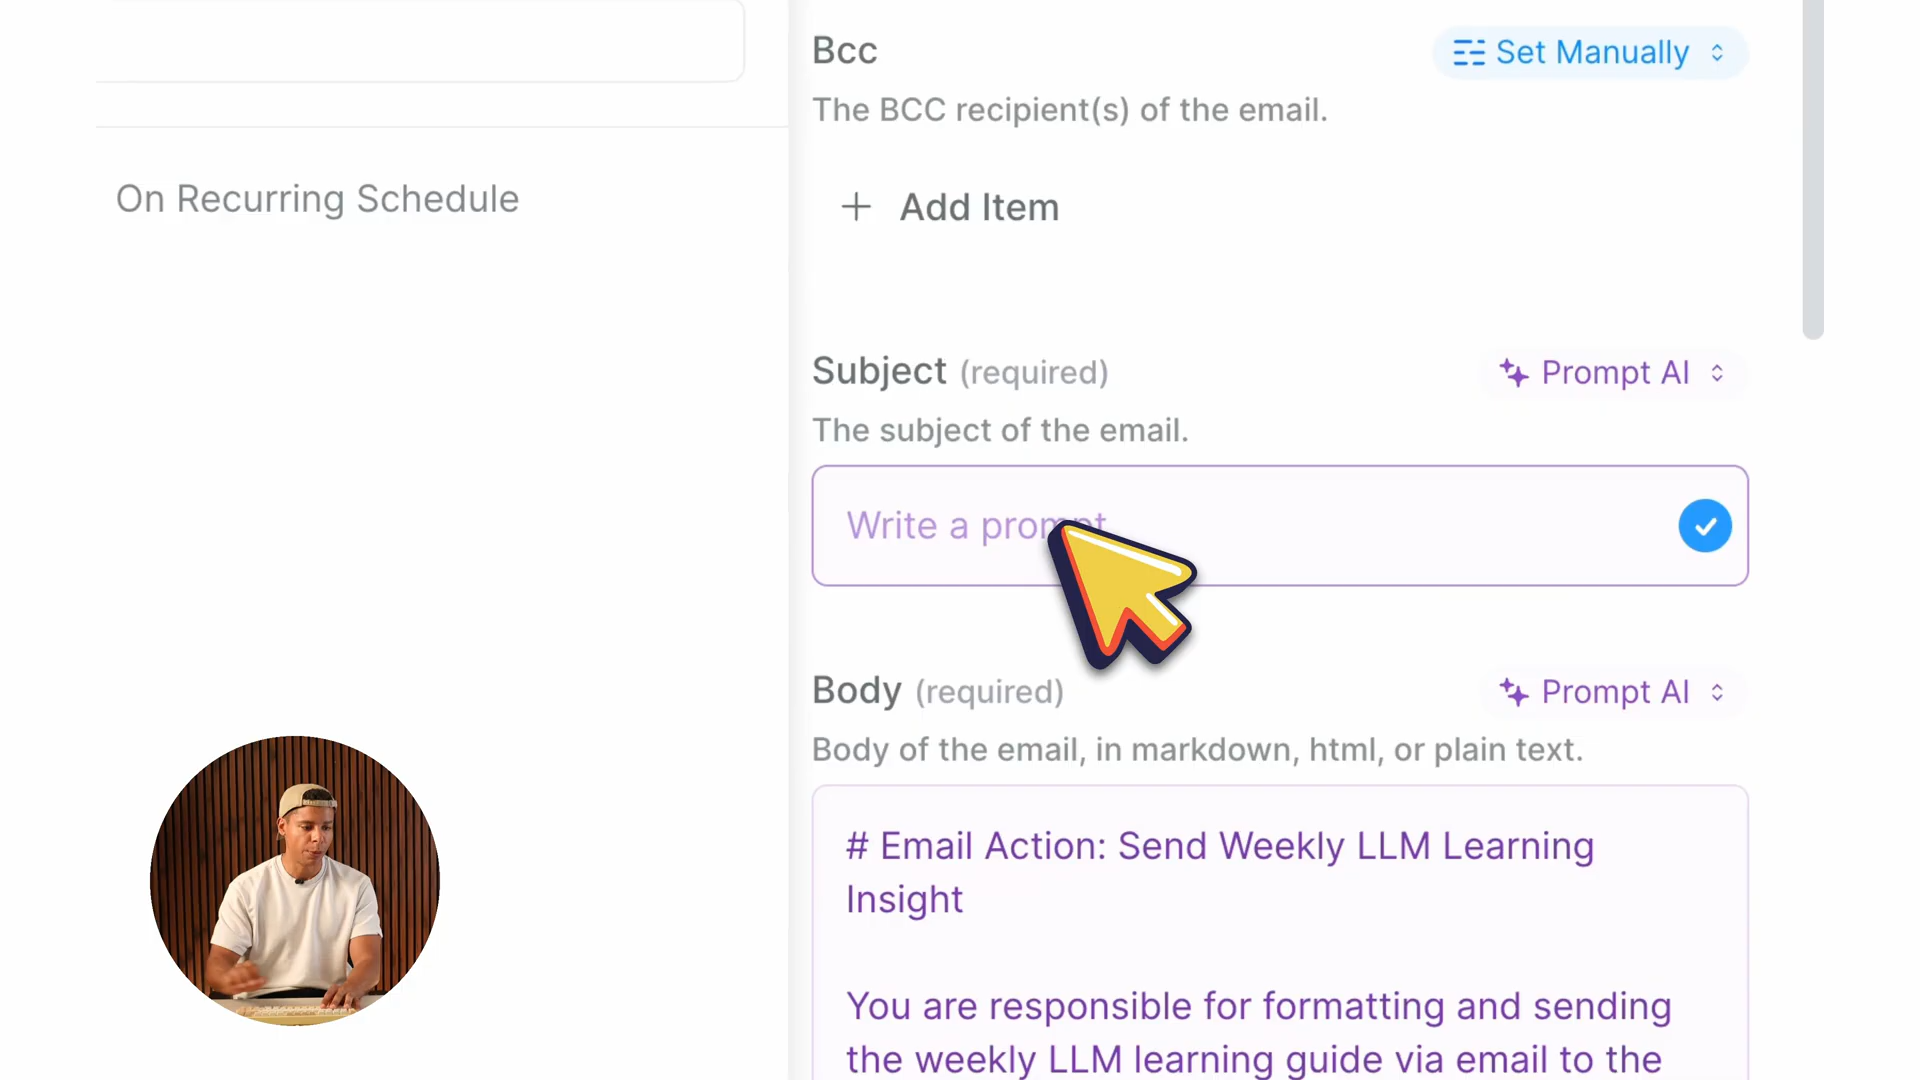 Bcc
Set Manually
The BCC recipient(s) of the email.
On Recurring Schedule
+ Add Item
Subject (required)
Prompt AI
The subject of the email.
Write a prompt
Body (required)
Prompt AI
Body of the email, in markdown, html, or plain text.
# Email Action: Send Weekly LLM Learning
Insight
You are responsible for formatting and sending
the weekly LLM learning guide via email to the